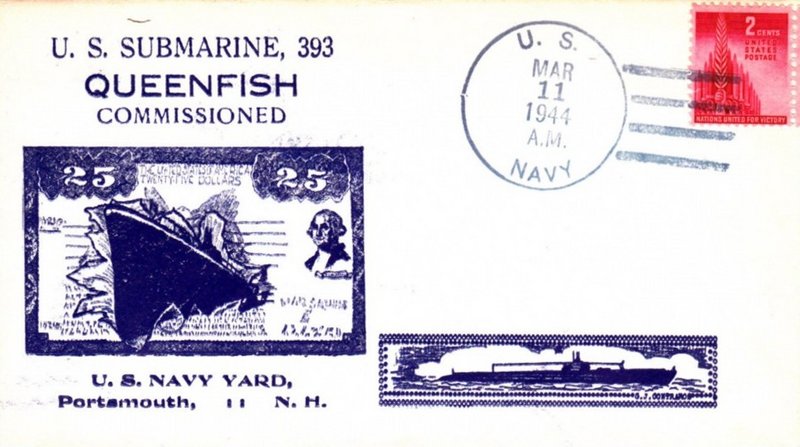 U. S. SUBMARINE, 393
QUEENFISH
COMMISSIONED
25 25
THE UNITED STATES OF AMERICA
TWENTY-FIVE DOLLARS
U. S. NAVY YARD,
Portsmouth, 11 N. H.
U. S.
MAR
11
1944
A.M.
NAVY
2 CENTS
UNITED
STATES
POSTAGE
NATIONS UNITED FOR VICTORY